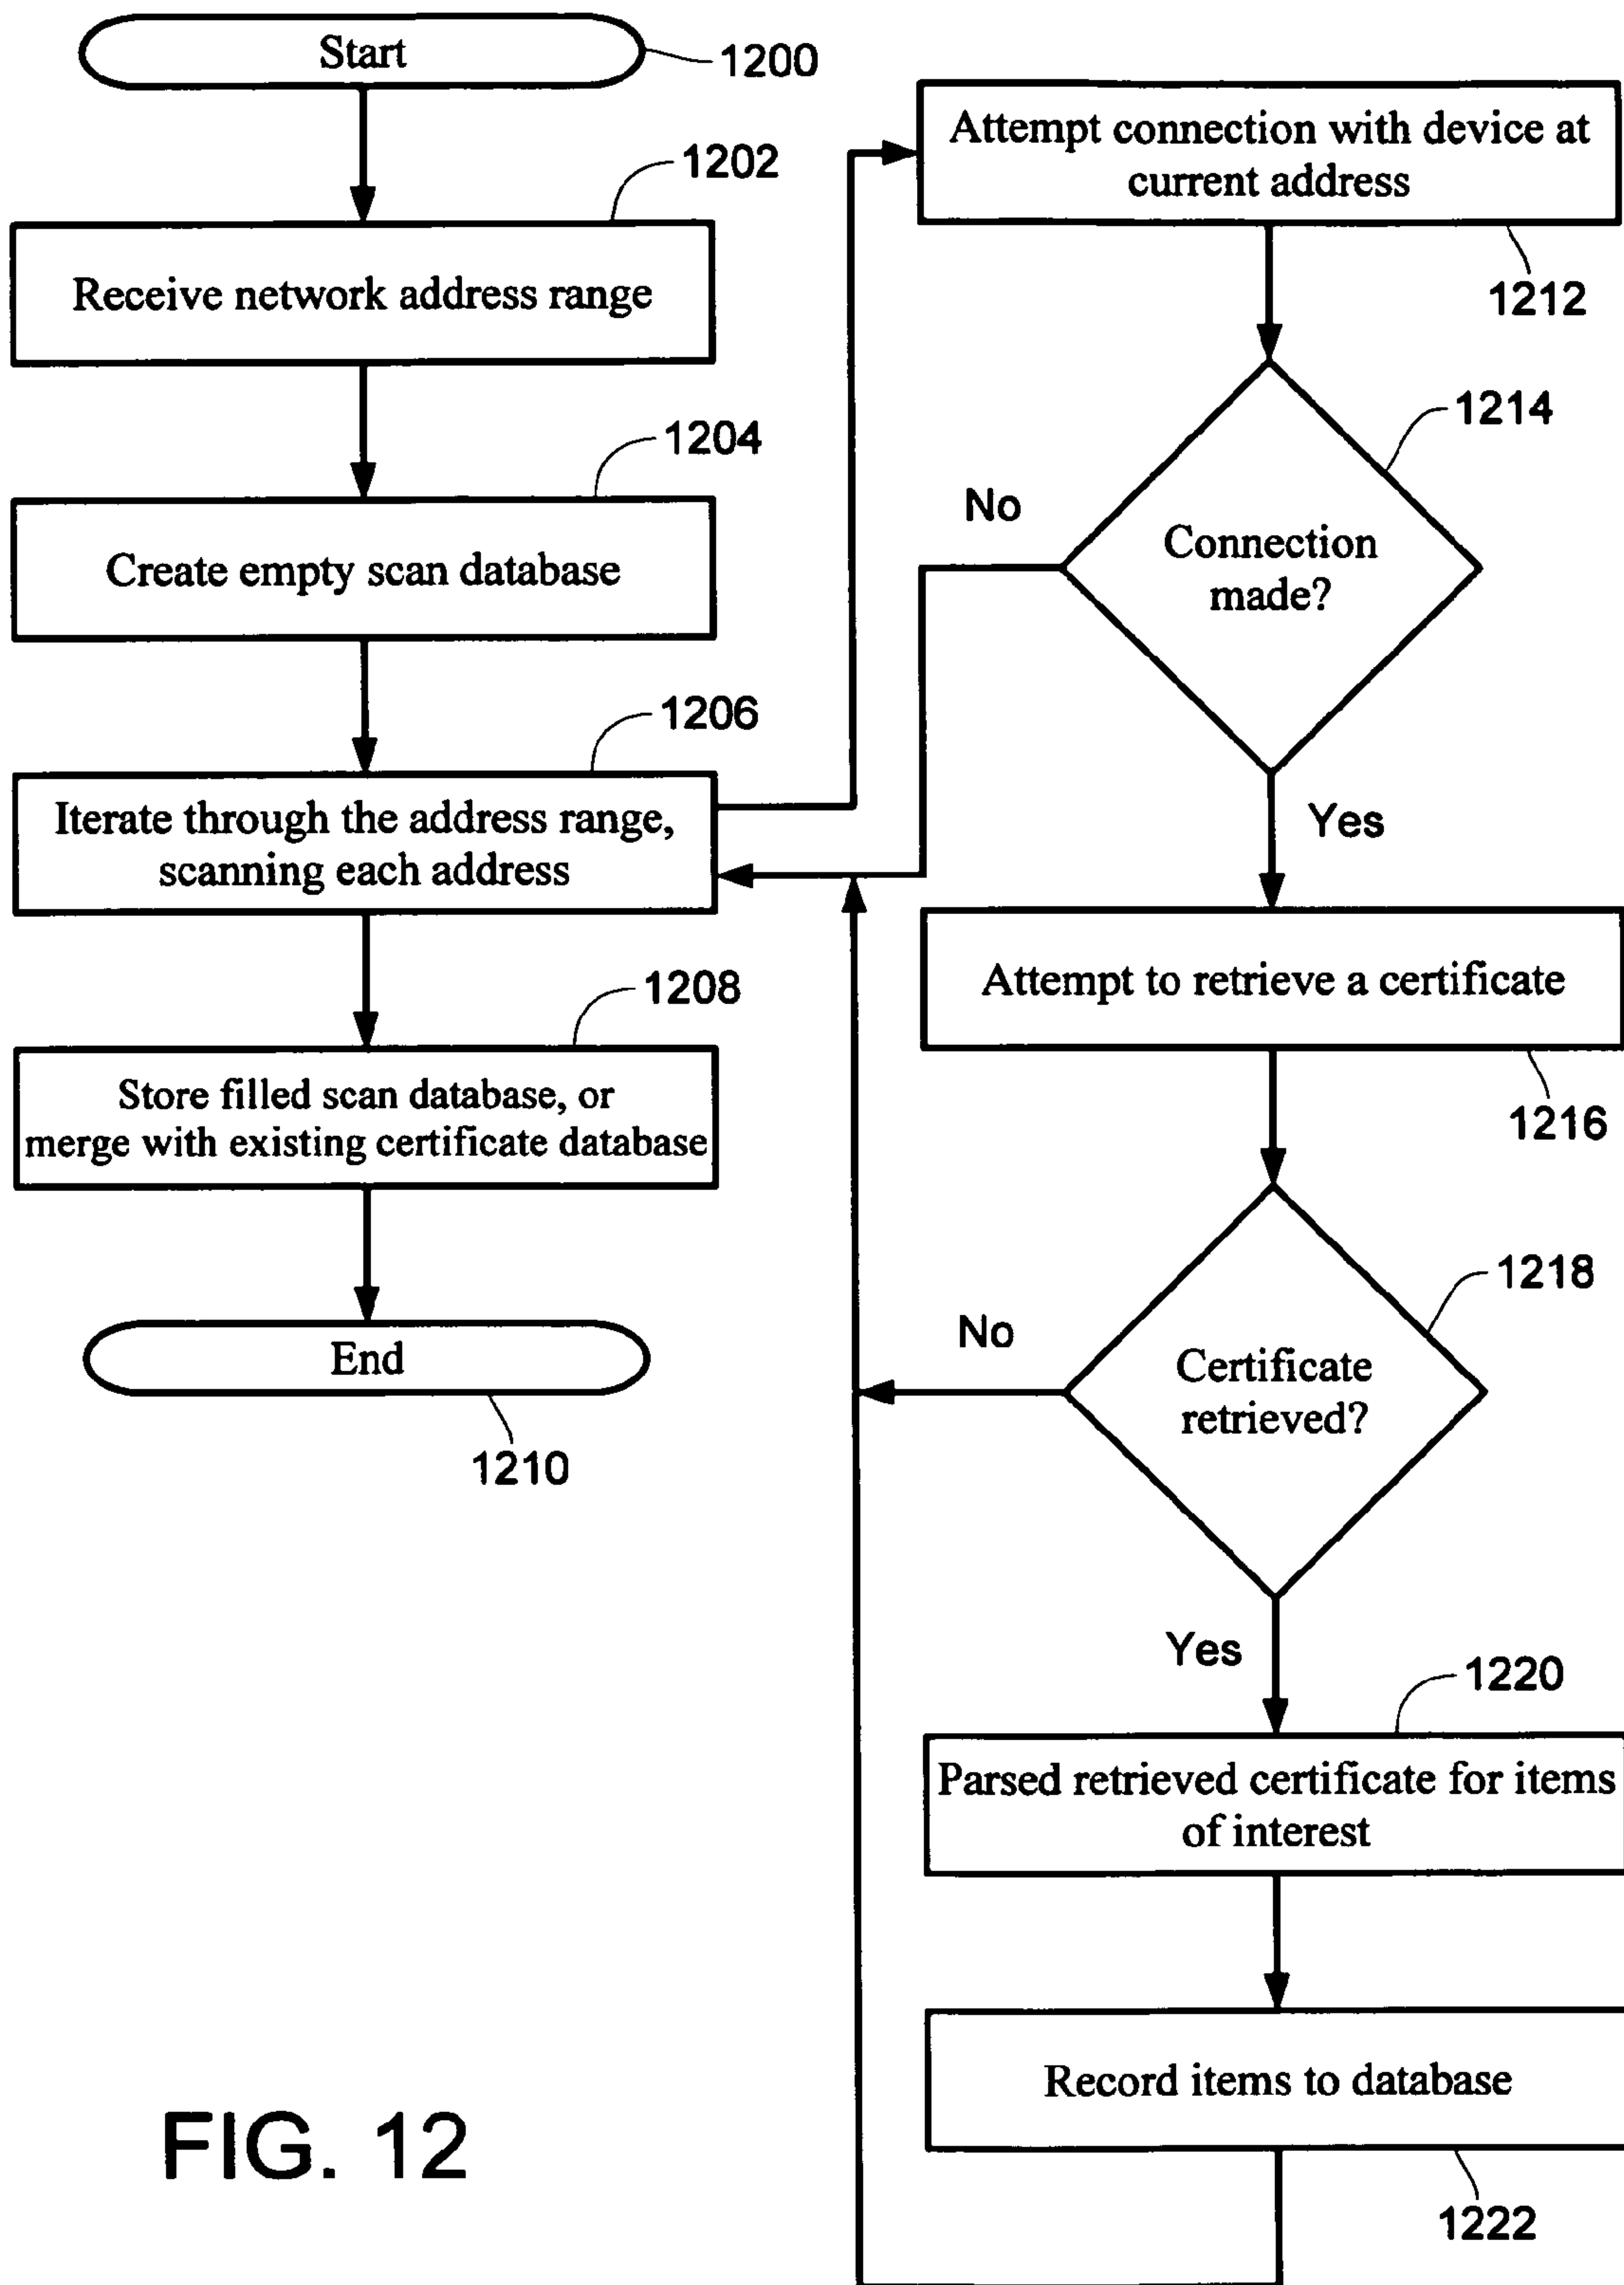 Start
1200
1202
Receive network address range
1204
Create empty scan database
1206
Iterate through the address range,
scanning each address
1208
Store filled scan database, or
merge with existing certificate database
End
1210
Attempt connection with device at
current address
1212
1214
No
Connection
made?
Yes
Attempt to retrieve a certificate
1216
1218
No
Certificate
retrieved?
Yes
1220
Parsed retrieved certificate for items
of interest
Record items to database
1222
FIG. 12